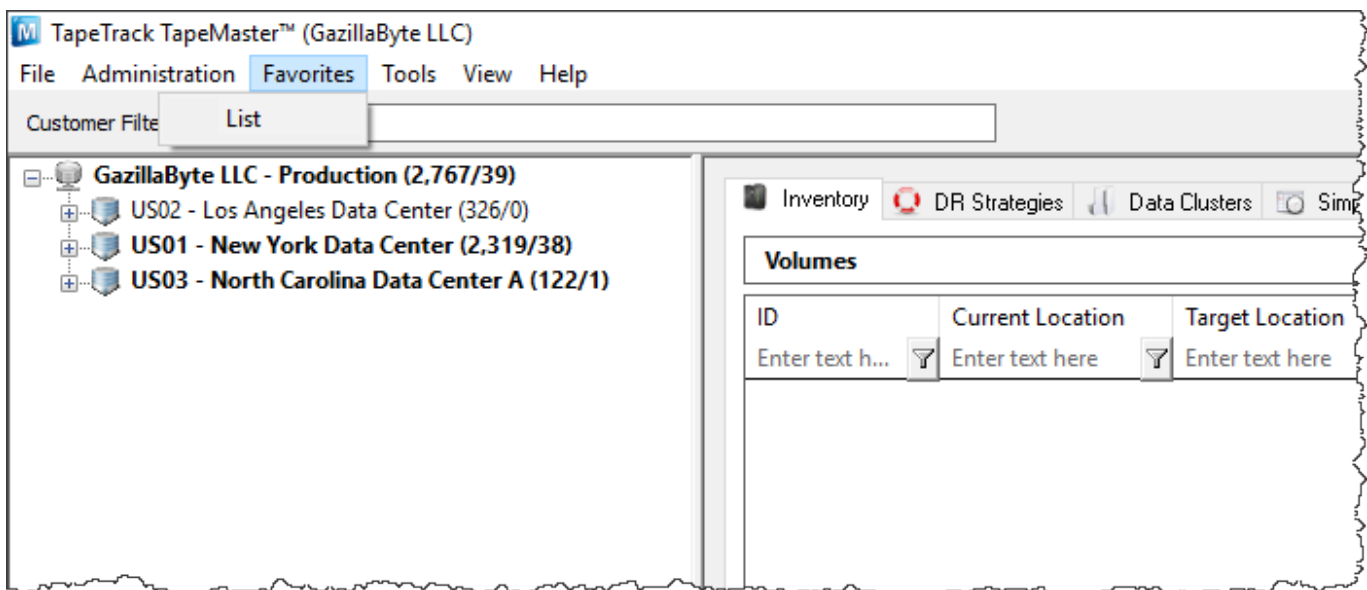 TapeTrack TapeMaster™ (GazillaByte LLC)
File Administration Favorites Tools View Help
List
Customer Filte
GazillaByte LLC - Production (2,767/39)
US02 - Los Angeles Data Center (326/0)
US01 - New York Data Center (2,319/38)
US03 - North Carolina Data Center A (122/1)
Inventory DR Strategies Data Clusters Simp
Volumes
ID Current Location Target Location
Enter text h... Enter text here Enter text here